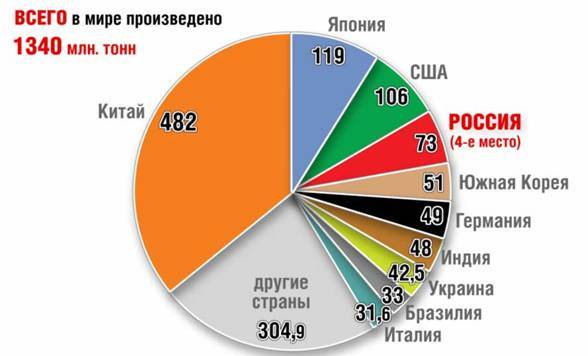 ВСЕГО в мире произведено
1340 млн. тонн
Япония
119
США
106
РОССИЯ
(4-е место)
73
Южная Корея
51
Германия
49
Индия
48
Украина
42,5
Бразилия
33
Италия
31,6
другие
страны
304,9
Китай
482